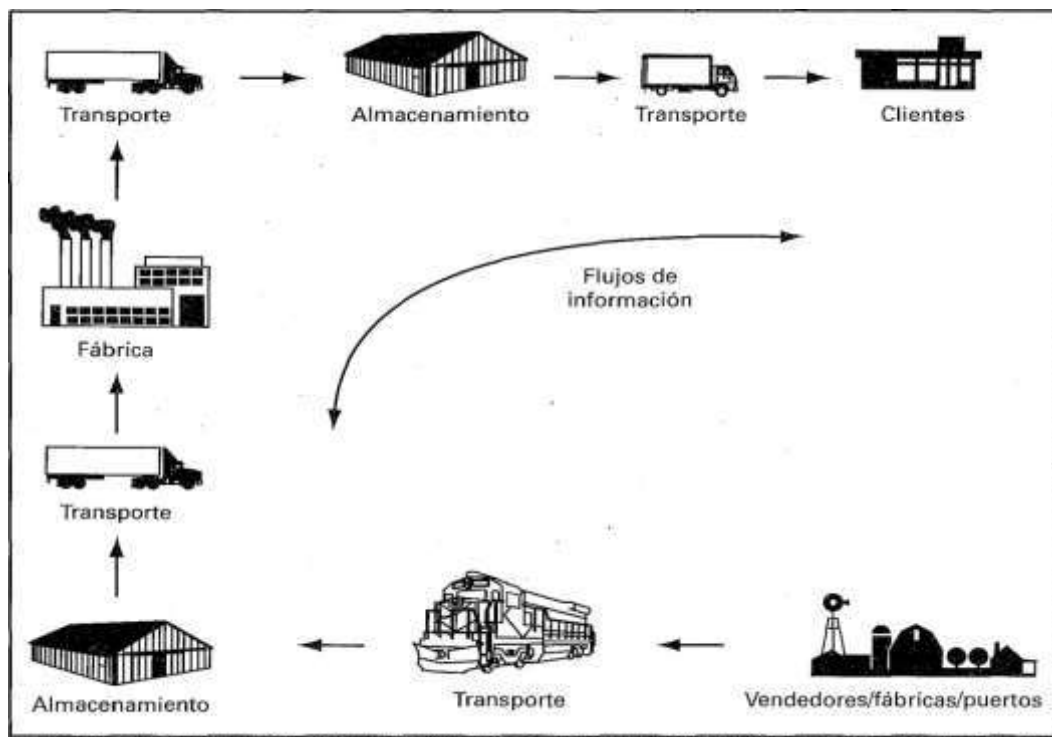 Transporte
Almacenamiento
Transporte
Clientes
Flujos de
información
Fábrica
Transporte
Almacenamiento
Transporte
Vendedores/fábricas/puertos